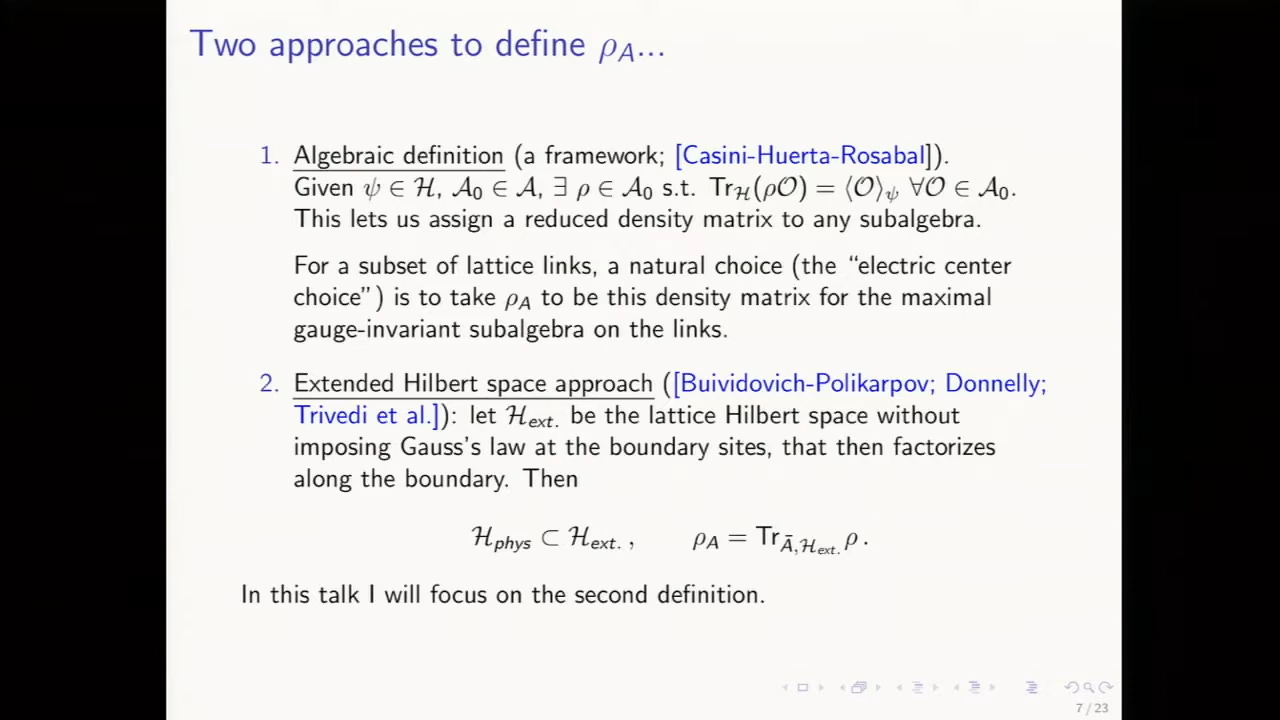 Two approaches to define ρ_A...
1. Algebraic definition (a framework; [Casini-Huerta-Rosabal]).
Given ψ ∈ ℋ, 𝒜₀ ∈ 𝒜, ∃ ρ ∈ 𝒜₀ s.t. Tr_ℋ(ρ𝒪) = ⟨𝒪⟩_ψ ∀𝒪 ∈ 𝒜₀.
This lets us assign a reduced density matrix to any subalgebra.
For a subset of lattice links, a natural choice (the “electric center
choice”) is to take ρ_A to be this density matrix for the maximal
gauge-invariant subalgebra on the links.
2. Extended Hilbert space approach ([Buividovich-Polikarpov; Donnelly;
Trivedi et al.]): let ℋ_ext. be the lattice Hilbert space without
imposing Gauss's law at the boundary sites, that then factorizes
along the boundary. Then
ℋ_phys ⊂ ℋ_ext. , ρ_A = Tr_{Ā,ℋ_ext.} ρ .
In this talk I will focus on the second definition.
7 / 23